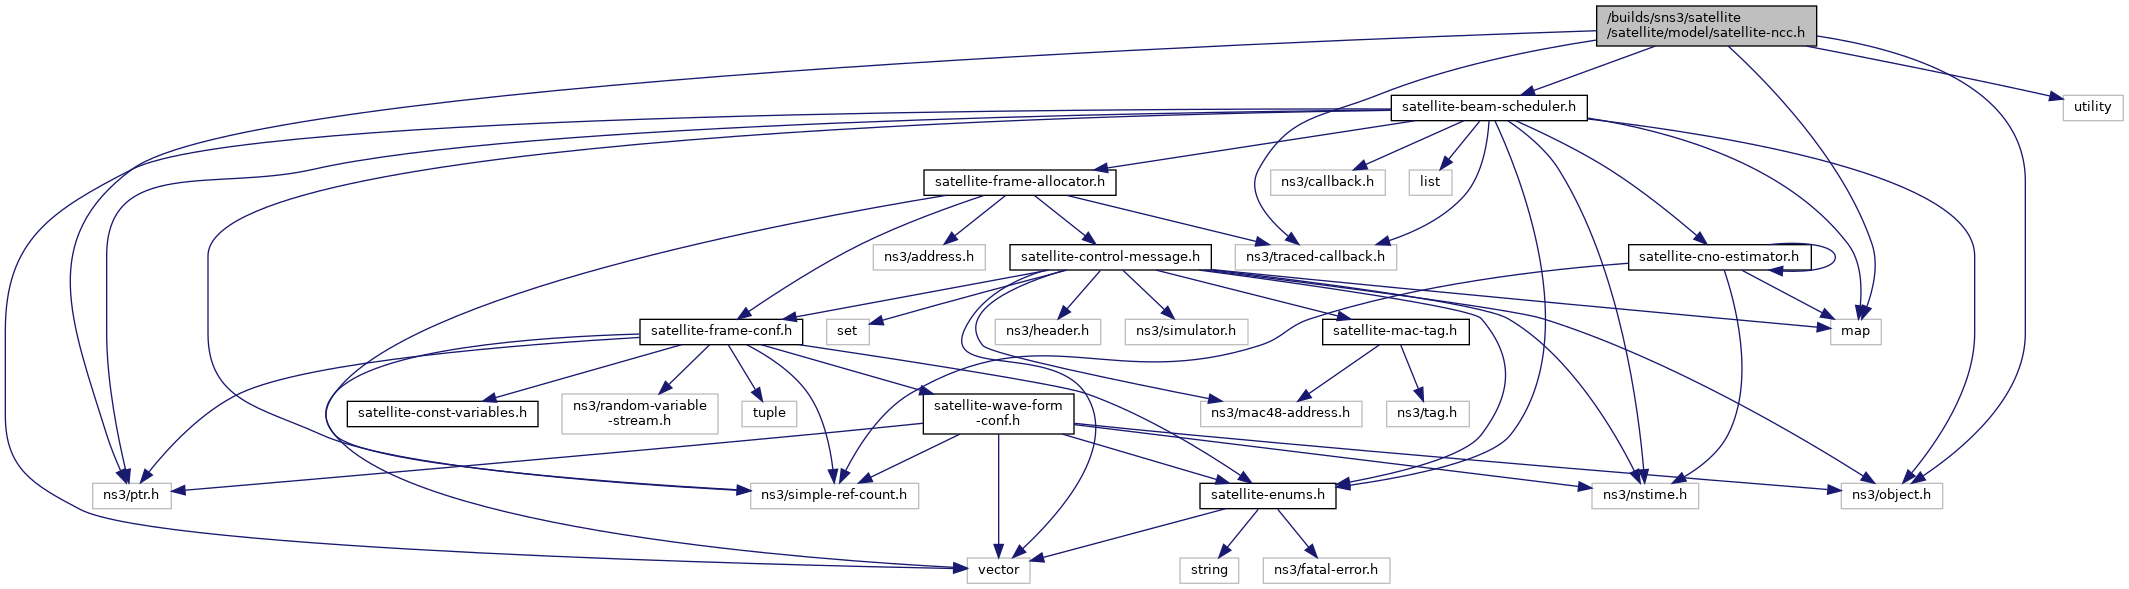 /builds/sns3/satellite
/satellite/model/satellite-ncc.h
satellite-beam-scheduler.h
utility
satellite-frame-allocator.h
ns3/callback.h
list
ns3/address.h
satellite-control-message.h
ns3/traced-callback.h
satellite-cno-estimator.h
satellite-frame-conf.h
set
ns3/header.h
ns3/simulator.h
satellite-mac-tag.h
map
satellite-const-variables.h
ns3/random-variable
-stream.h
tuple
satellite-wave-form
-conf.h
ns3/mac48-address.h
ns3/tag.h
ns3/ptr.h
ns3/simple-ref-count.h
satellite-enums.h
ns3/nstime.h
ns3/object.h
vector
string
ns3/fatal-error.h